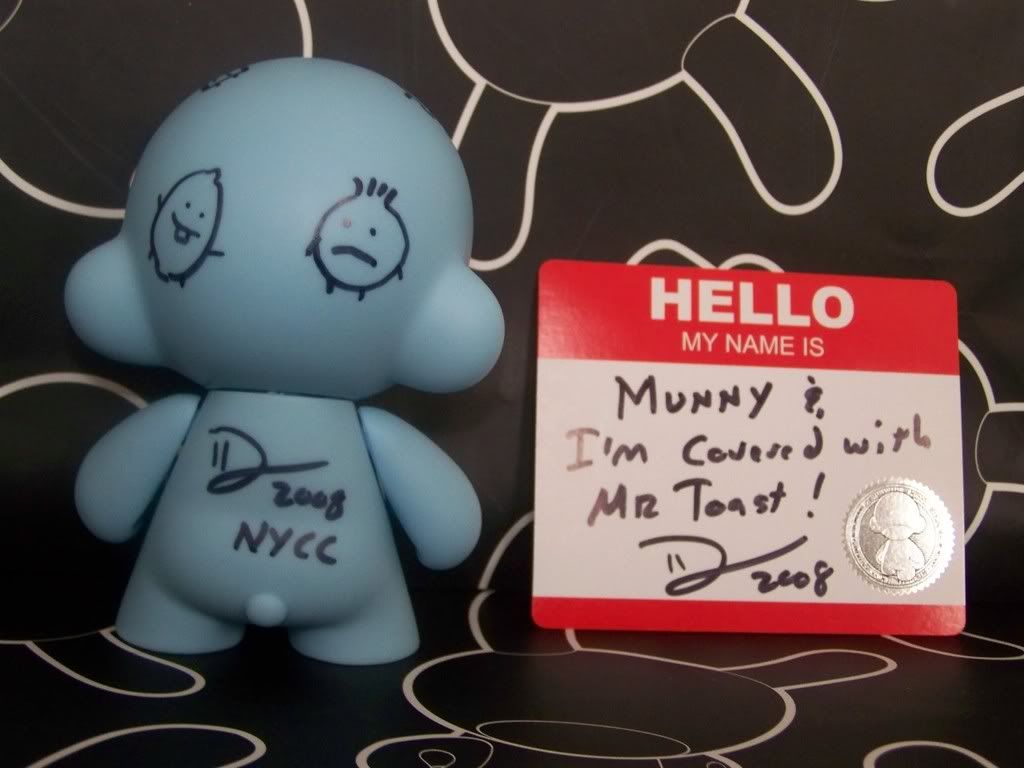 2008
NYCC
HELLO
MY NAME IS
MUNNY &
I'm Covered with
MR Toast!
2008